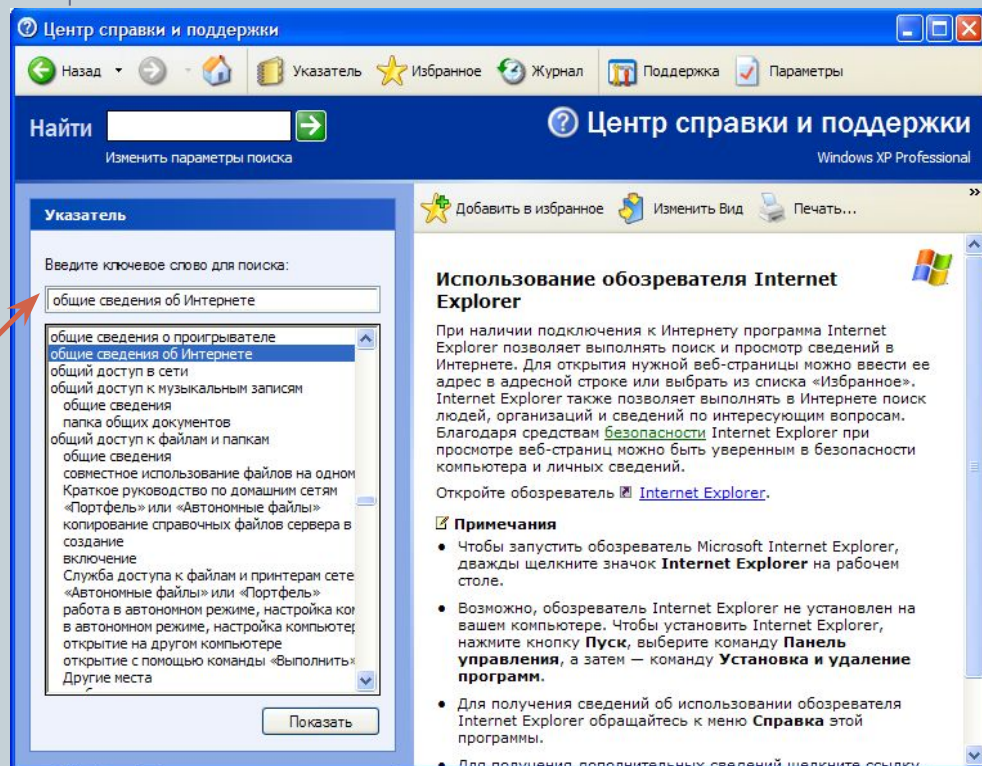 Центр справки и поддержки
Назад Указатель Избранное Журнал Поддержка Параметры
Найти
Изменить параметры поиска
Центр справки и поддержки
Windows XP Professional
Указатель
Введите ключевое слово для поиска:
общие сведения об Интернете
общие сведения о проигрывателе
общие сведения об Интернете
общий доступ в сети
общий доступ к музыкальным записям
общие сведения
папка общих документов
общий доступ к файлам и папкам
общие сведения
совместное использование файлов на одном
Краткое руководство по домашним сетям
«Портфель» или «Автономные файлы»
копирование справочных файлов сервера в
создание
включение
Служба доступа к файлам и принтерам сете
«Автономные файлы» или «Портфель»
работа в автономном режиме, настройка ко
в автономном режиме, настройка компьютер
открытие на другом компьютере
открытие с помощью команды «Выполнить»
Другие места
Показать
Добавить в избранное Изменить Вид Печать... »
Использование обозревателя Internet
Explorer
При наличии подключения к Интернету программа Internet
Explorer позволяет выполнять поиск и просмотр сведений в
Интернете. Для открытия нужной веб-страницы можно ввести ее
адрес в адресной строке или выбрать из списка «Избранное».
Internet Explorer также позволяет выполнять в Интернете поиск
людей, организаций и сведений по интересующим вопросам.
Благодаря средствам безопасности Internet Explorer при
просмотре веб-страниц можно быть уверенным в безопасности
компьютера и личных сведений.
Откройте обозреватель Internet Explorer.
Примечания
• Чтобы запустить обозреватель Microsoft Internet Explorer,
дважды щелкните значок Internet Explorer на рабочем
столе.
• Возможно, обозреватель Internet Explorer не установлен на
вашем компьютере. Чтобы установить Internet Explorer,
нажмите кнопку Пуск, выберите команду Панель
управления, а затем — команду Установка и удаление
программ.
• Для получения сведений об использовании обозревателя
Internet Explorer обращайтесь к меню Справка этой
программы.
• Для получения дополнительных сведений щелкните ссылку